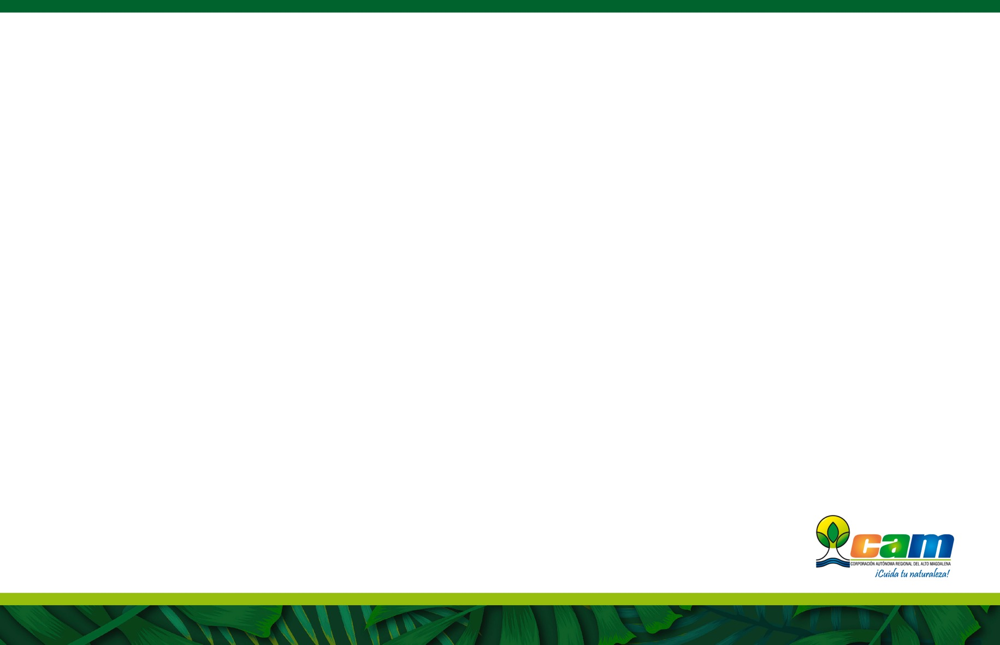 cam
CORPORACIÓN AUTÓNOMA REGIONAL DEL ALTO MAGDALENA
¡Cuida tu naturaleza!